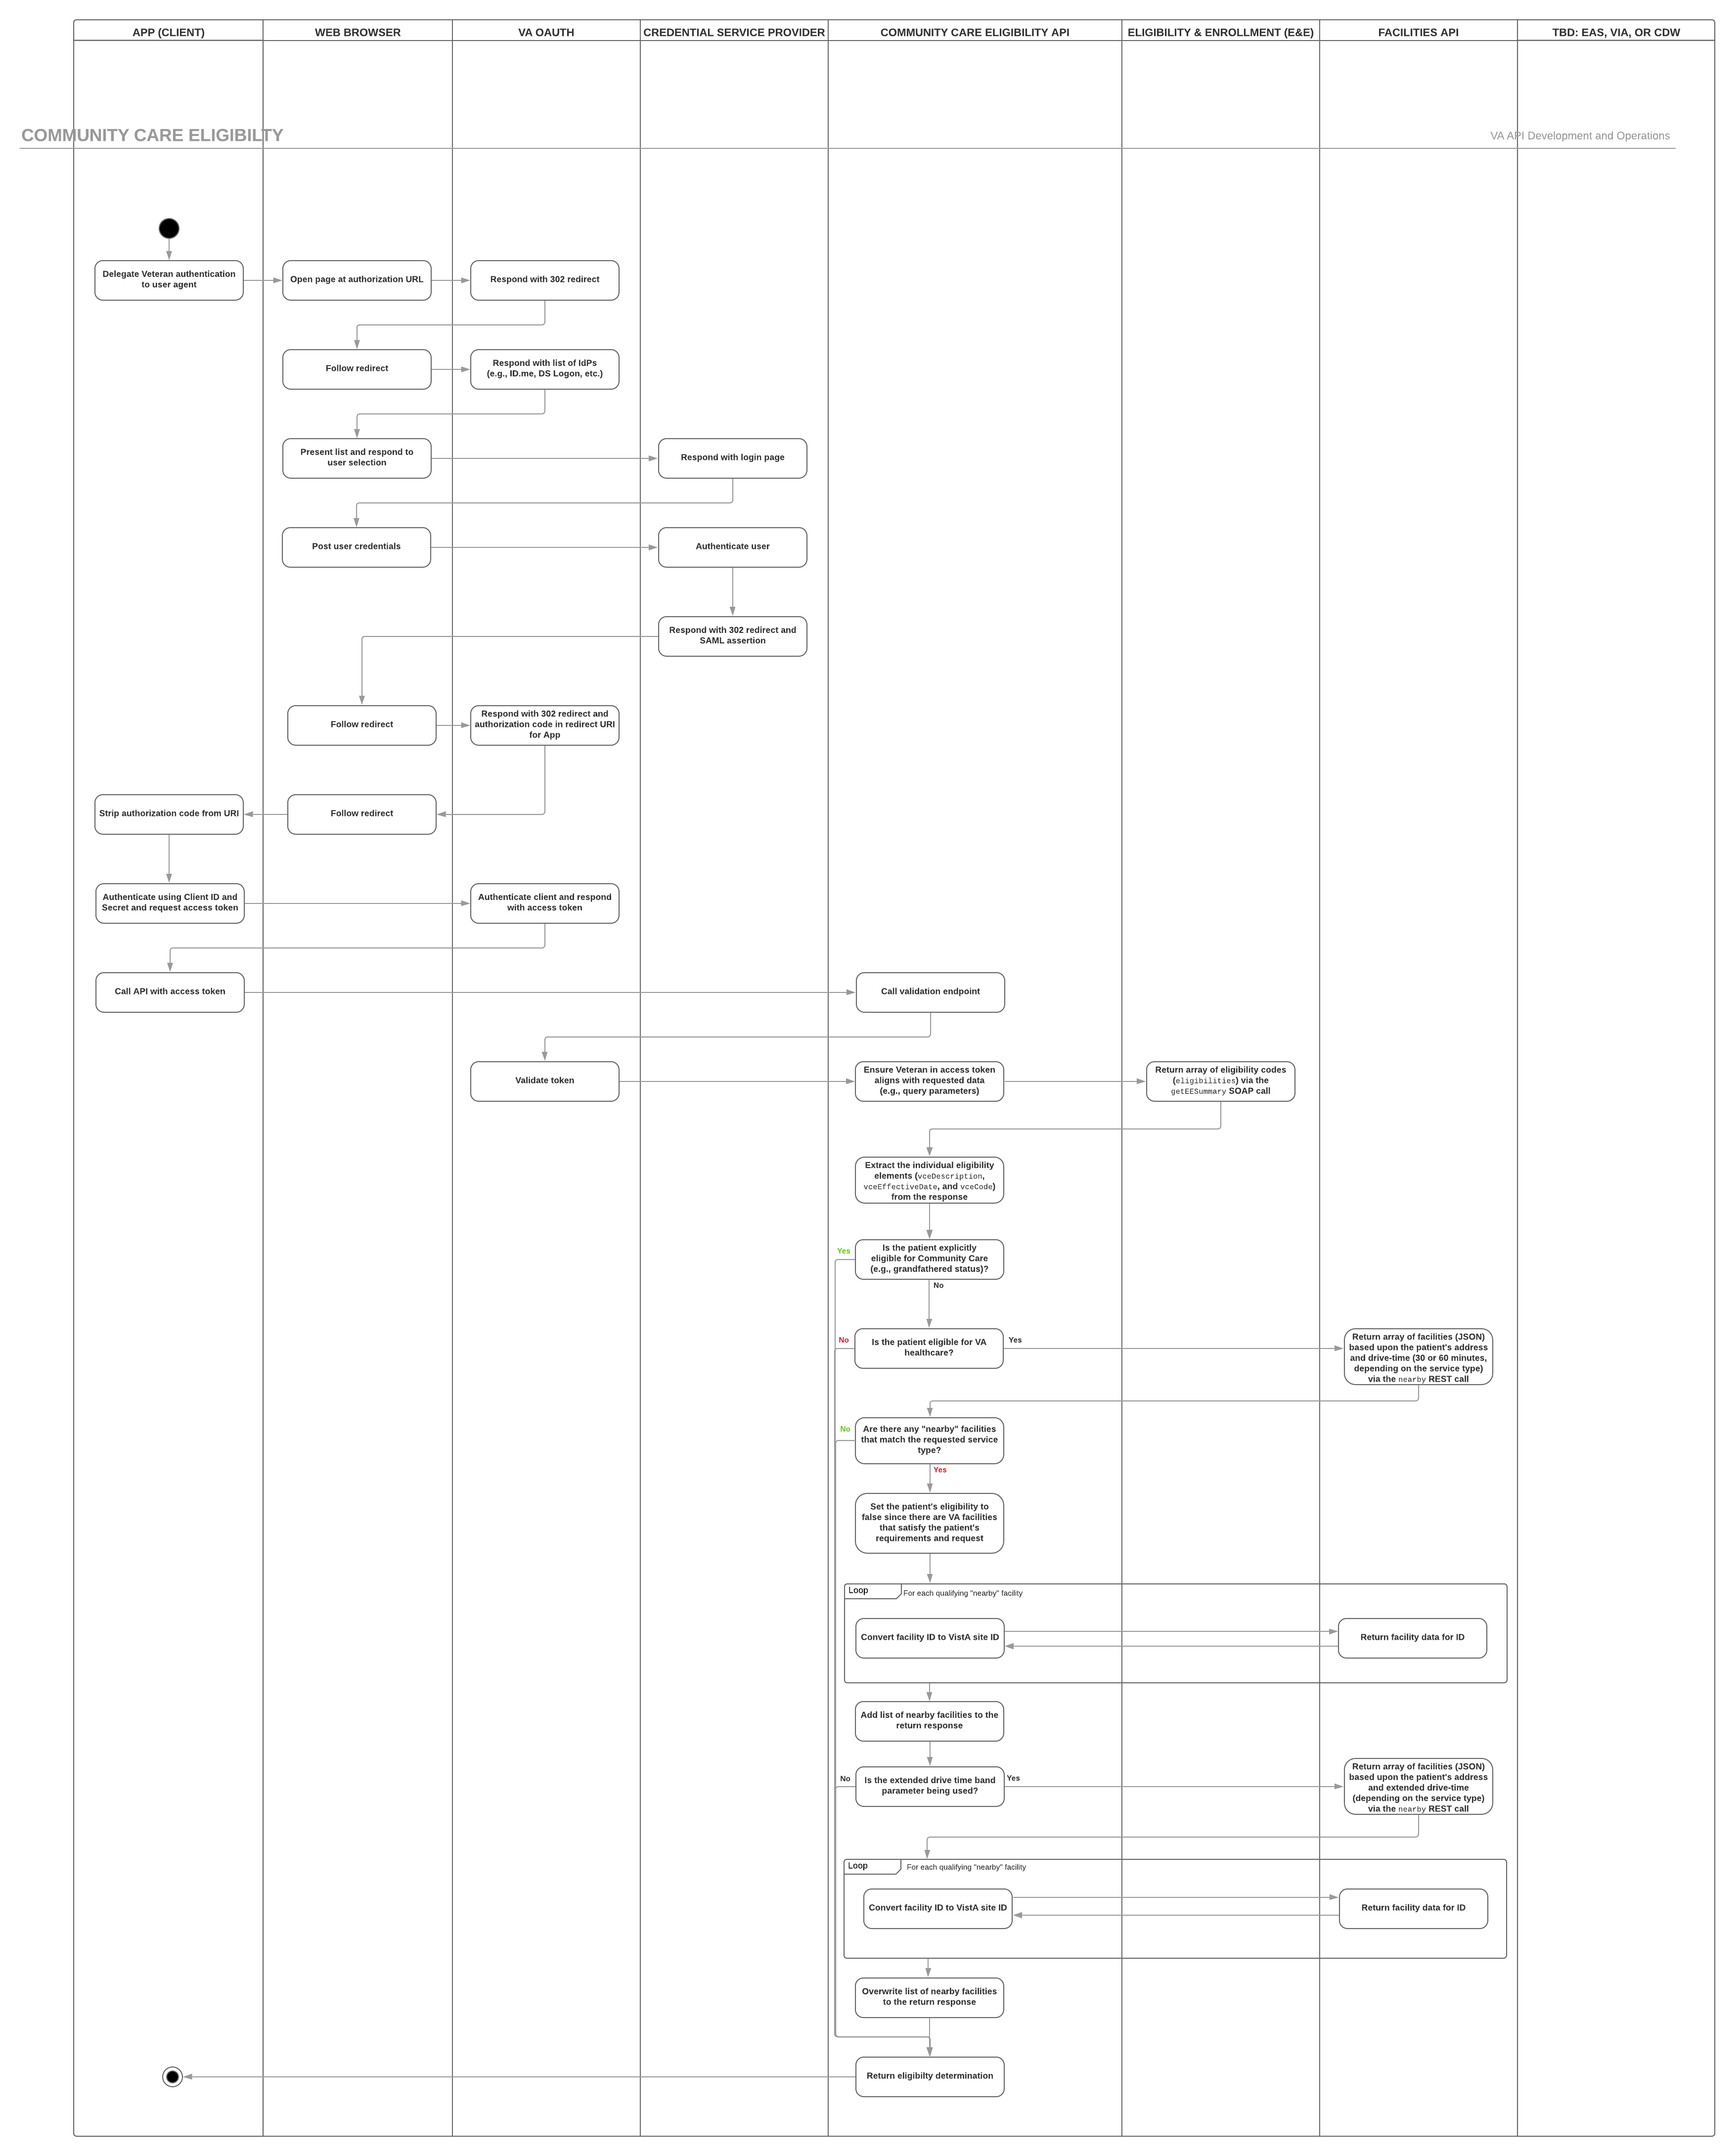 APP (CLIENT)
WEB BROWSER
VA OAUTH
CREDENTIAL SERVICE PROVIDER
COMMUNITY CARE ELIGIBILITY API
ELIGIBILITY & ENROLLMENT (E&E)
FACILITIES API
TBD: EAS, VIA, OR CDW
COMMUNITY CARE ELIGIBILTY
VA API Development and Operations
Delegate Veteran authentication
to user agent
Open page at authorization URL
Respond with 302 redirect
Follow redirect
Respond with list of IdPs
(e.g., ID.me, DS Logon, etc.)
Present list and respond to
user selection
Respond with login page
Post user credentials
Authenticate user
Respond with 302 redirect and
SAML assertion
Follow redirect
Respond with 302 redirect and
authorization code in redirect URI
for App
Strip authorization code from URI
Follow redirect
Authenticate using Client ID and
Secret and request access token
Authenticate client and respond
with access token
Call API with access token
Call validation endpoint
Validate token
Ensure Veteran in access token
aligns with requested data
(e.g., query parameters)
Return array of eligibility codes
(eligibilities) via the
getEESummary SOAP call
Extract the individual eligibility
elements (vceDescription,
vceEffectiveDate, and vceCode)
from the response
Yes
Is the patient explicitly
eligible for Community Care
(e.g., grandfathered status)?
No
No
Is the patient eligible for VA
healthcare?
Yes
Return array of facilities (JSON)
based upon the patient's address
and drive-time (30 or 60 minutes,
depending on the service type)
via the nearby REST call
No
Are there any "nearby" facilities
that match the requested service
type?
Yes
Set the patient's eligibility to
false since there are VA facilities
that satisfy the patient's
requirements and request
Loop
For each qualifying "nearby" facility
Convert facility ID to VistA site ID
Return facility data for ID
Add list of nearby facilities to the
return response
No
Is the extended drive time band
parameter being used?
Yes
Return array of facilities (JSON)
based upon the patient's address
and extended drive-time
(depending on the service type)
via the nearby REST call
Loop
For each qualifying "nearby" facility
Convert facility ID to VistA site ID
Return facility data for ID
Overwrite list of nearby facilities
to the return response
Return eligibilty determination